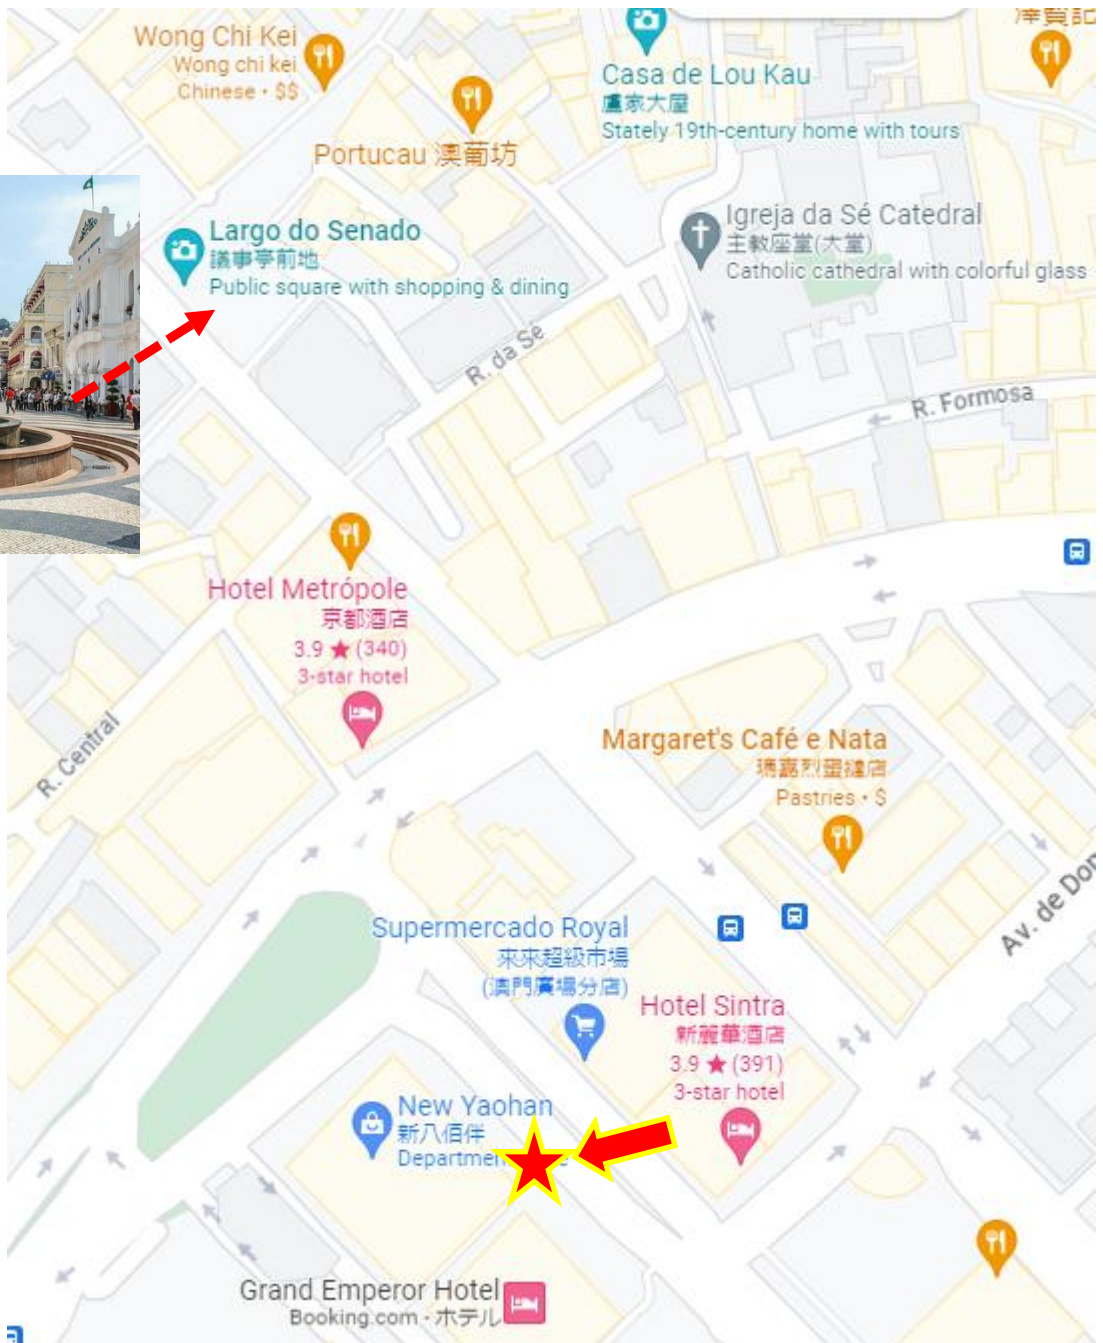 Wong Chi Kei
Wong chi kei
Chinese · $$
Portucau 澳葡坊
Casa de Lou Kau
盧家大屋
Stately 19th-century home with tours
Largo do Senado
議事亭前地
Public square with shopping & dining
Igreja da Sé Catedral
主教座堂(大堂)
Catholic cathedral with colorful glass
R. da Sé
R. Formosa
Hotel Metrópole
京都酒店
3.9 ★ (340)
3-star hotel
R. Central
Margaret's Café e Nata
瑪嘉烈蛋撻店
Pastries · $
Av. de Dom
Supermercado Royal
來來超級市場
(澳門廣場分店)
Hotel Sintra
新麗華酒店
3.9 ★ (391)
3-star hotel
New Yaohan
新八佰伴
Grand Emperor Hotel
Booking.com · ホテル